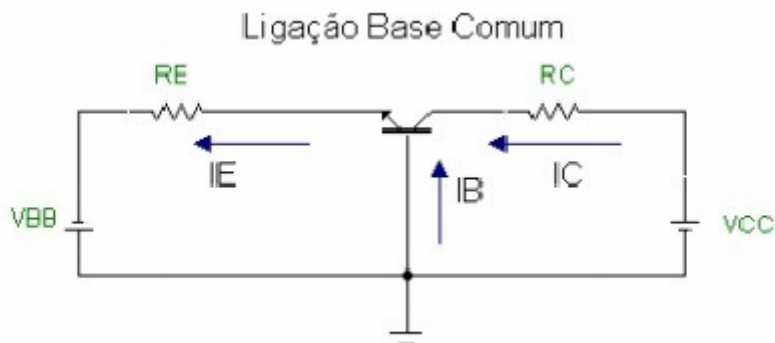 Ligação Base Comum
RE
RC
IE
IB
IC
VBB
VCC